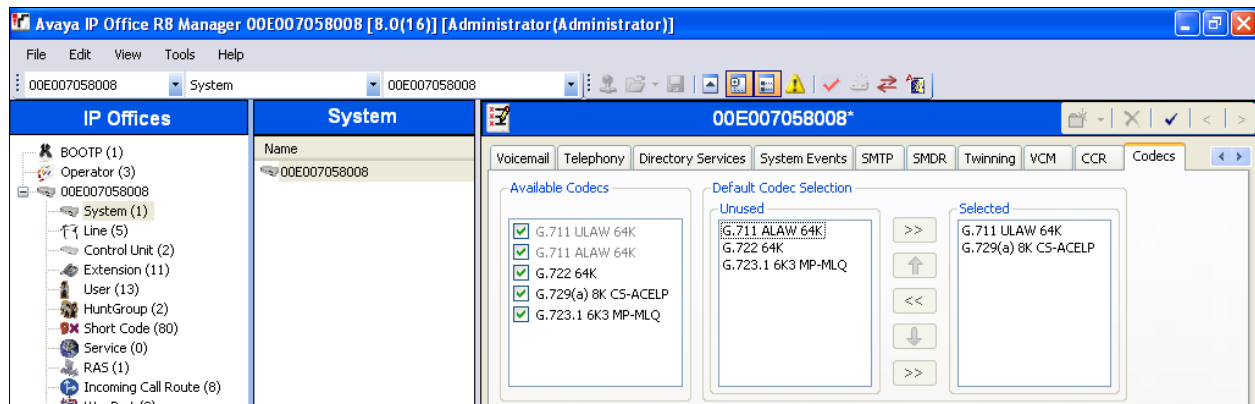 Avaya IP Office R8 Manager 00E007058008 [8.0(16)] [Administrator(Administrator)]
File Edit View Tools Help
00E007058008 System 00E007058008
IP Offices
BOOTP (1)
Operator (3)
00E007058008
System (1)
Line (5)
Control Unit (2)
Extension (11)
User (13)
HuntGroup (2)
Short Code (80)
Service (0)
RAS (1)
Incoming Call Route (8)
System
Name
00E007058008
00E007058008*
Voicemail Telephony Directory Services System Events SMTP SMDR Twinning VCM CCR Codecs
Available Codecs
G.711 ULAW 64K
G.711 ALAW 64K
G.722 64K
G.729(a) 8K CS-ACELP
G.723.1 6K3 MP-MLQ
Default Codec Selection
Unused
G.711 ALAW 64K
G.722 64K
G.723.1 6K3 MP-MLQ
>>
<<
>>
Selected
G.711 ULAW 64K
G.729(a) 8K CS-ACELP